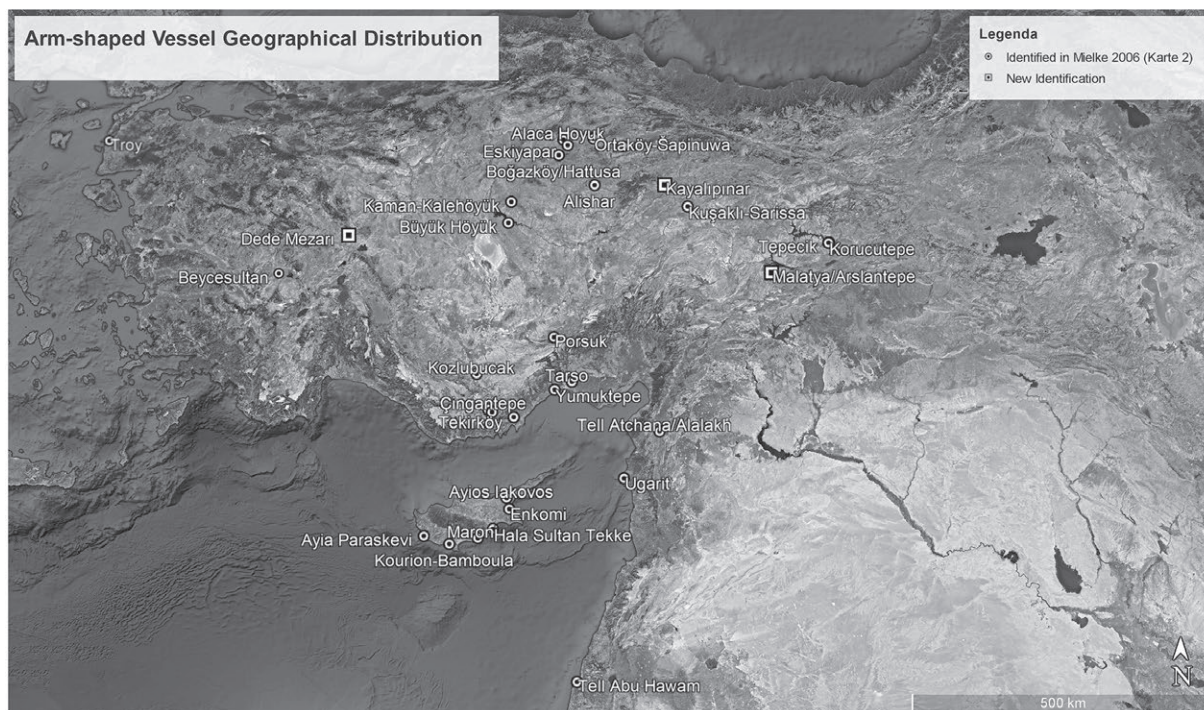 Arm-shaped Vessel Geographical Distribution
Legenda
Identified in Mielke 2006 (Karte 2)
New Identification
Troy
Alaca Hoyuk
Ortaköy-Šapinuwa
Eskiyapar
Boğazköy/Hattusa
Alishar
Kayalıpınar
Kuşaklı-Sarissa
Kaman-Kalehöyük
Büyük Höyük
Dede Mezarı
Beycesultan
Tepecik
Korucutepe
Malatya/Arslantepe
Porsuk
Kozlubucak
Tarso
Yumuktepe
Çingantepe
Tekirköy
Tell Atchana/Alalakh
Ugarit
Ayios Iakovos
Enkomi
Maroni
Hala Sultan Tekke
Ayia Paraskevi
Kourion-Bamboula
Tell Abu Hawam
N
500 km